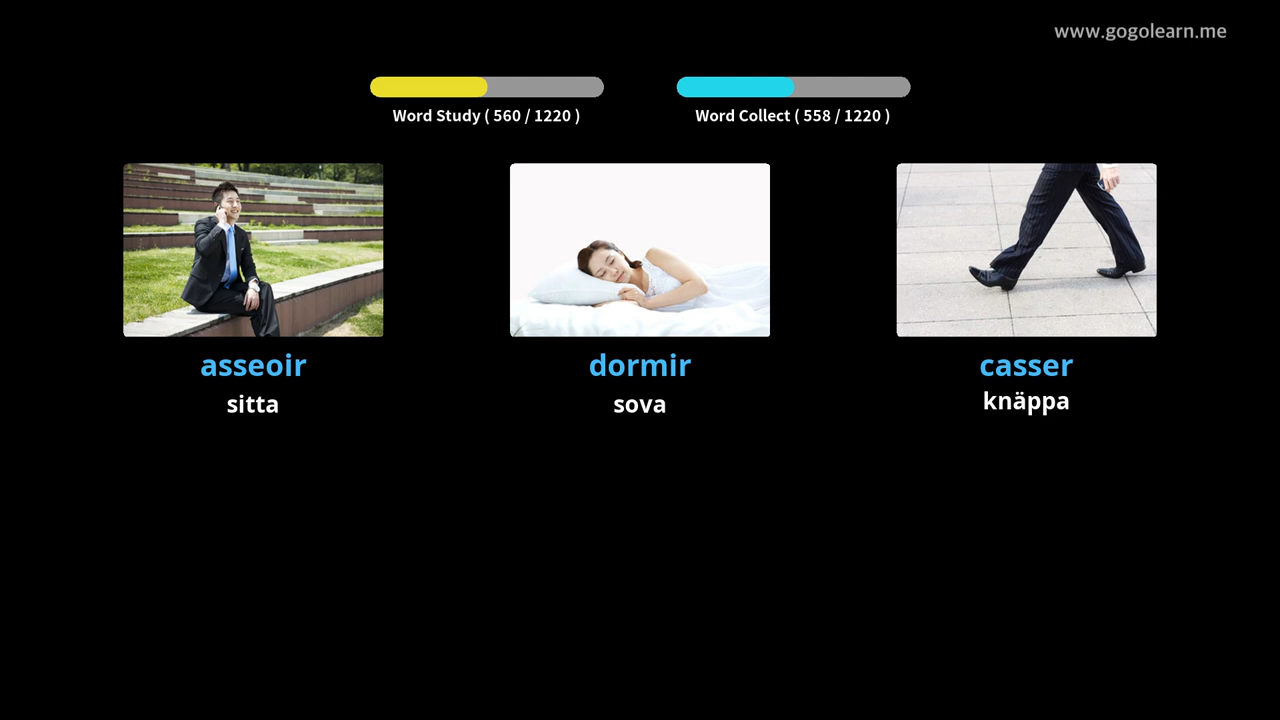 www.gogolearn.me
Word Study ( 560 / 1220 )
Word Collect ( 558 / 1220 )
asseoir
dormir
casser
sitta
sova
knäppa